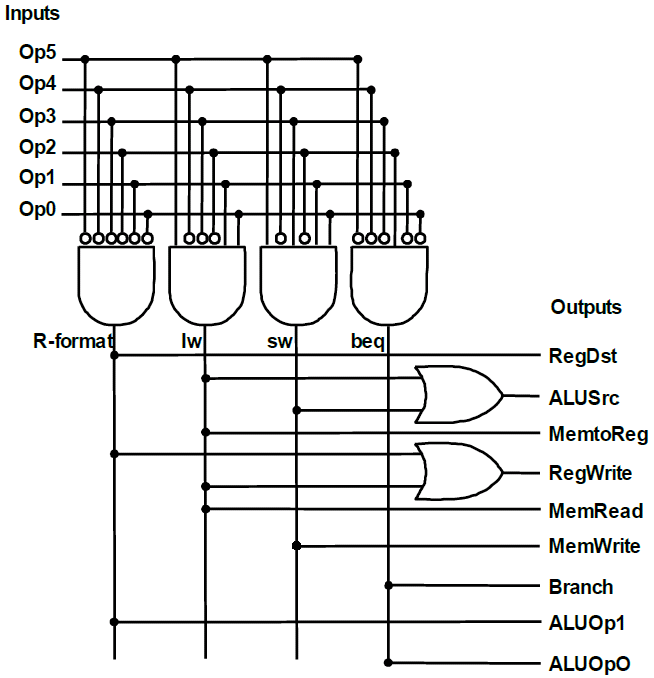 Inputs
Op5
Op4
Op3
Op2
Op1
Op0
R-format lw sw beq
Outputs
RegDst
ALUSrc
MemtoReg
RegWrite
MemRead
MemWrite
Branch
ALUOp1
ALUOpO